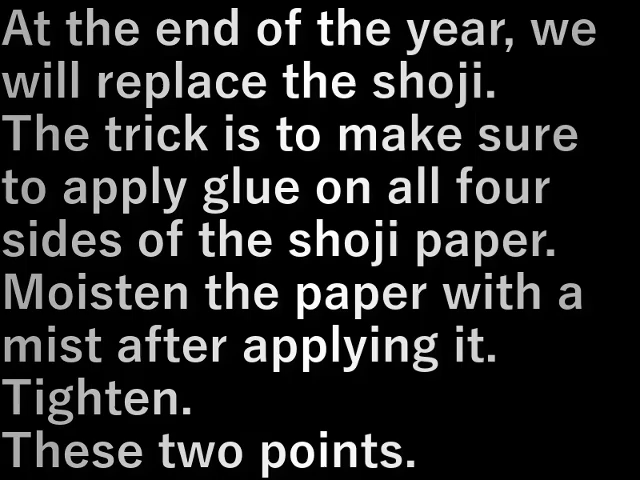 At the end of the year, we
will replace the shoji.
The trick is to make sure
to apply glue on all four
sides of the shoji paper.
Moisten the paper with a
mist after applying it.
Tighten.
These two points.